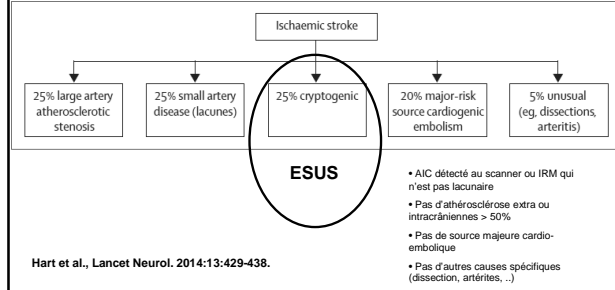 Ischaemic stroke
25% large artery
atherosclerotic
stenosis
25% small artery
disease (lacunes)
25% cryptogenic
20% major-risk
source cardiogenic
embolism
5% unusual
(eg, dissections,
arteritis)
ESUS
• AIC détecté au scanner ou IRM qui
n'est pas lacunaire
• Pas d'athérosclérose extra ou
intracrâniennes > 50%
• Pas de source majeure cardio-
embolique
• Pas d'autres causes spécifiques
(dissection, artérites, ..)
Hart et al., Lancet Neurol. 2014:13:429-438.